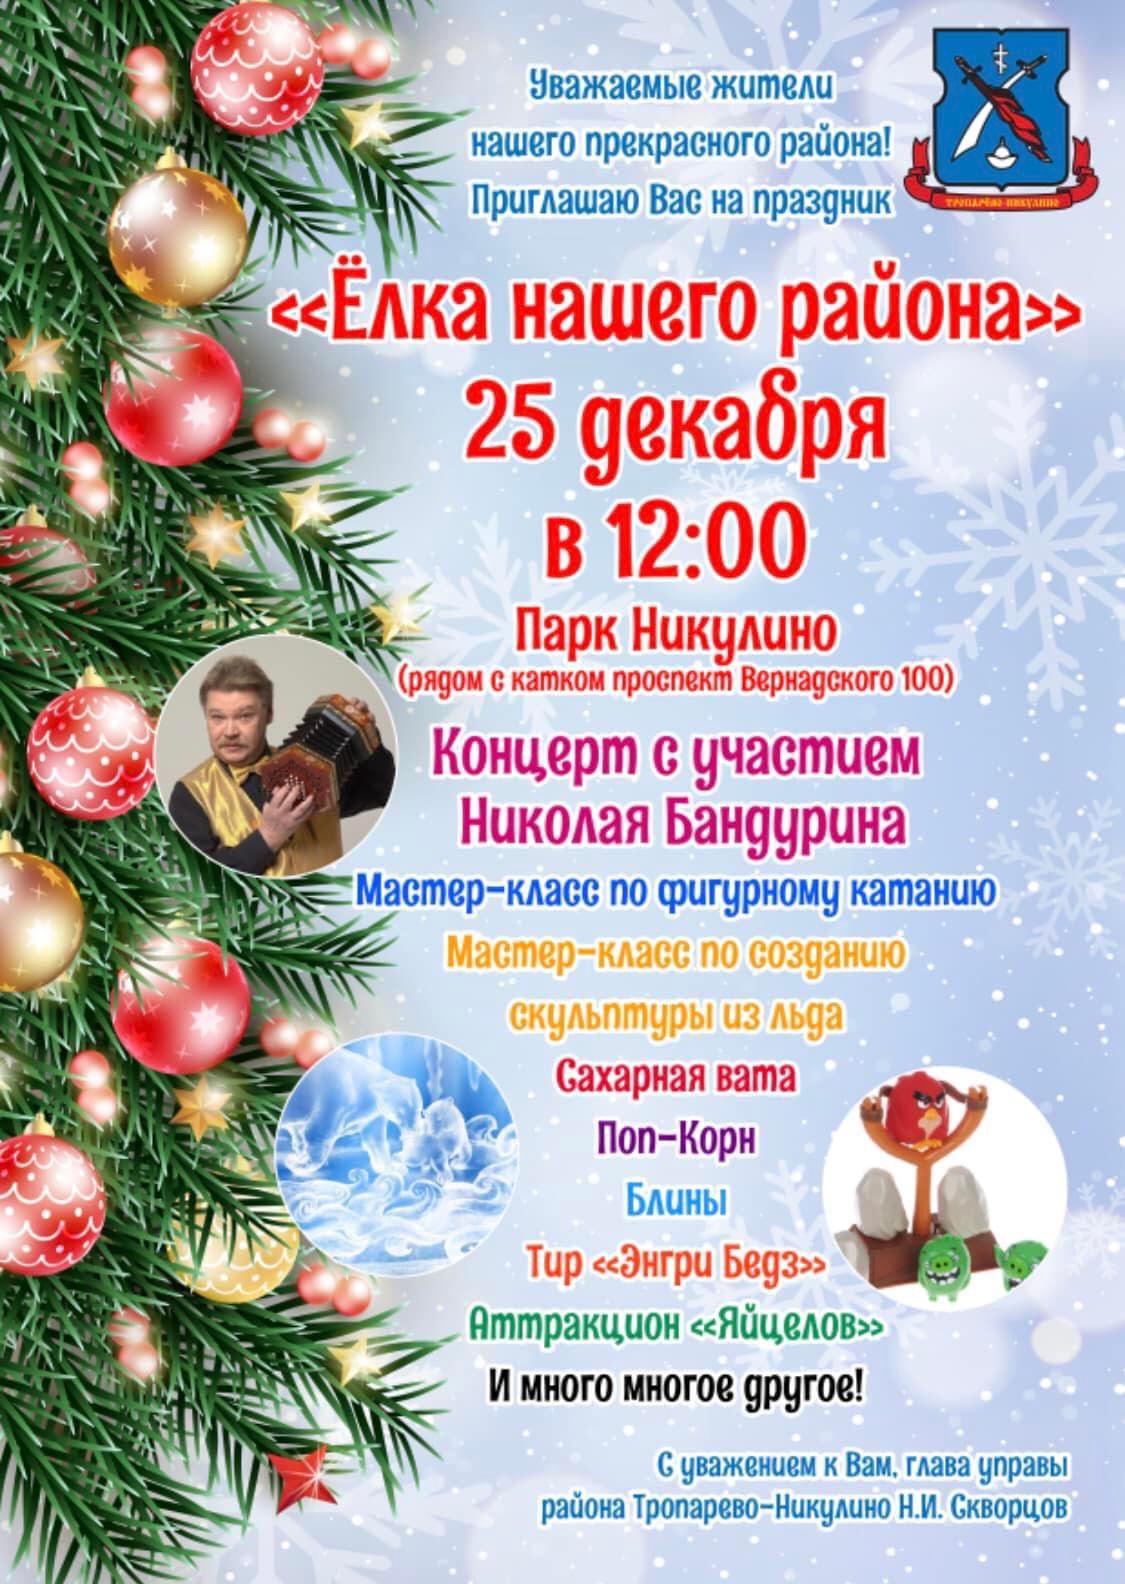 Уважаемые жители
нашего прекрасного района!
Приглашаю Вас на праздник
ТРОПАРЁВО-НИКУЛИНО
«Ёлка нашего района»
25 декабря
в 12:00
Парк Никулино
(рядом с катком проспект Вернадского 100)
Концерт с участием
Николая Бандурина
Мастер-класс по фигурному катанию
Мастер-класс по созданию
скульптуры из льда
Сахарная вата
Поп-Корн
Блины
Тир «Энгри Бедз»
Аттракцион «Яйцелов»
И много многое другое!
С уважением к Вам, глава управы
района Тропарево-Никулино Н.И. Скворцов